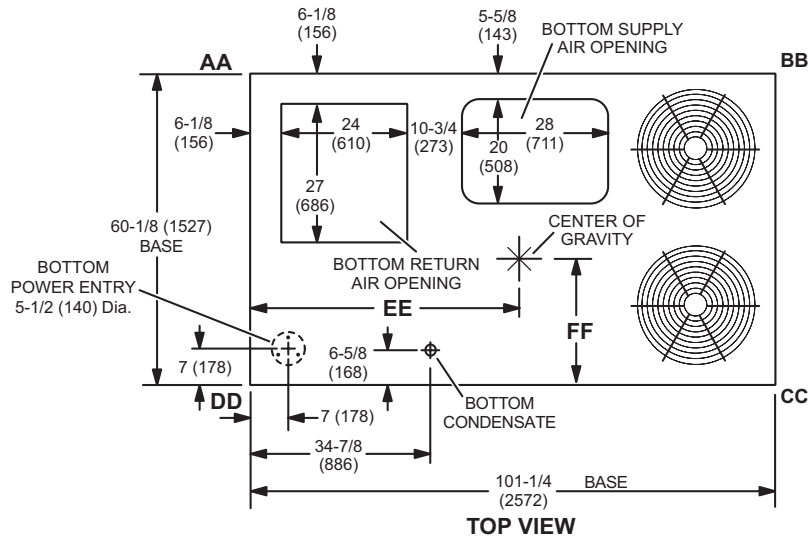 6-1/8
(156)
5-5/8
(143)
BOTTOM SUPPLY
AIR OPENING
AA
BB
6-1/8
(156)
24
(610)
10-3/4
(273)
28
(711)
20
(508)
27
(686)
60-1/8 (1527)
BASE
CENTER OF
GRAVITY
BOTTOM
POWER ENTRY
5-1/2 (140) Dia.
BOTTOM RETURN
AIR OPENING
EE
FF
7 (178)
6-5/8
(168)
DD
CC
7 (178)
BOTTOM
CONDENSATE
34-7/8
(886)
101-1/4
(2572)
BASE
TOP VIEW